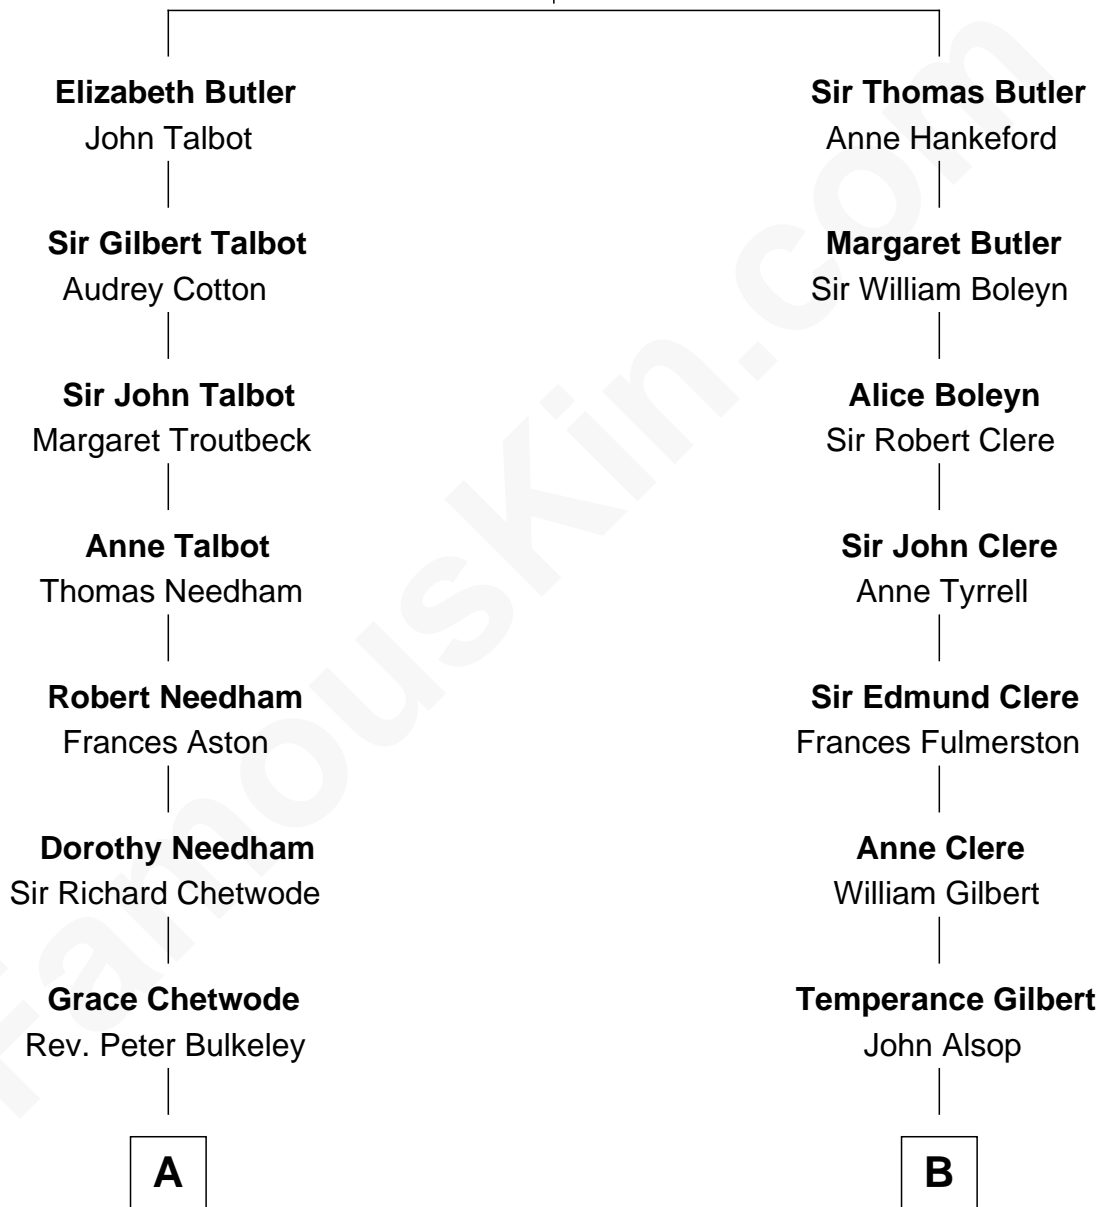 Elizabeth Butler
John Talbot
Sir Gilbert Talbot
Audrey Cotton
Sir John Talbot
Margaret Troutbeck
Anne Talbot
Thomas Needham
Robert Needham
Frances Aston
Dorothy Needham
Sir Richard Chetwode
Grace Chetwode
Rev. Peter Bulkeley
A
Sir Thomas Butler
Anne Hankeford
Margaret Butler
Sir William Boleyn
Alice Boleyn
Sir Robert Clere
Sir John Clere
Anne Tyrrell
Sir Edmund Clere
Frances Fulmerston
Anne Clere
William Gilbert
Temperance Gilbert
John Alsop
B
FamousKin.com